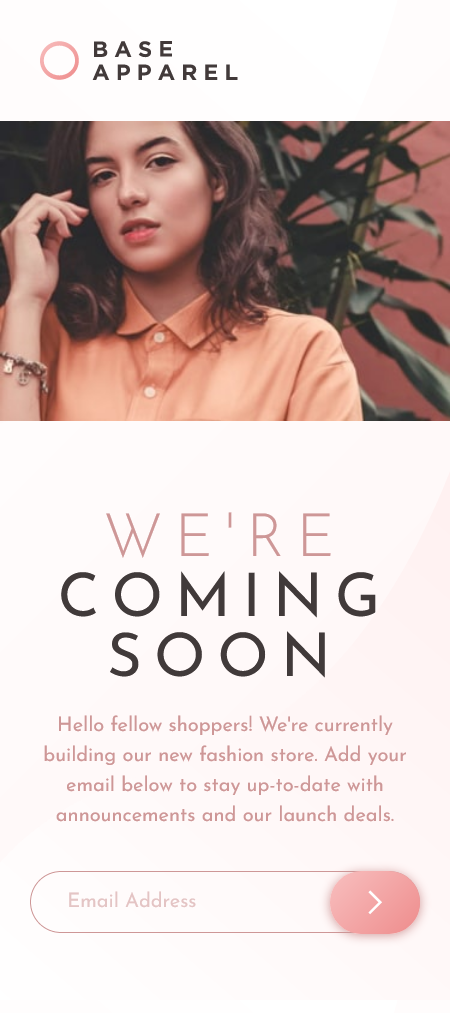 BASE
APPAREL
WE'RE
COMING
SOON
Hello fellow shoppers! We're currently
building our new fashion store. Add your
email below to stay up-to-date with
announcements and our launch deals.
Email Address